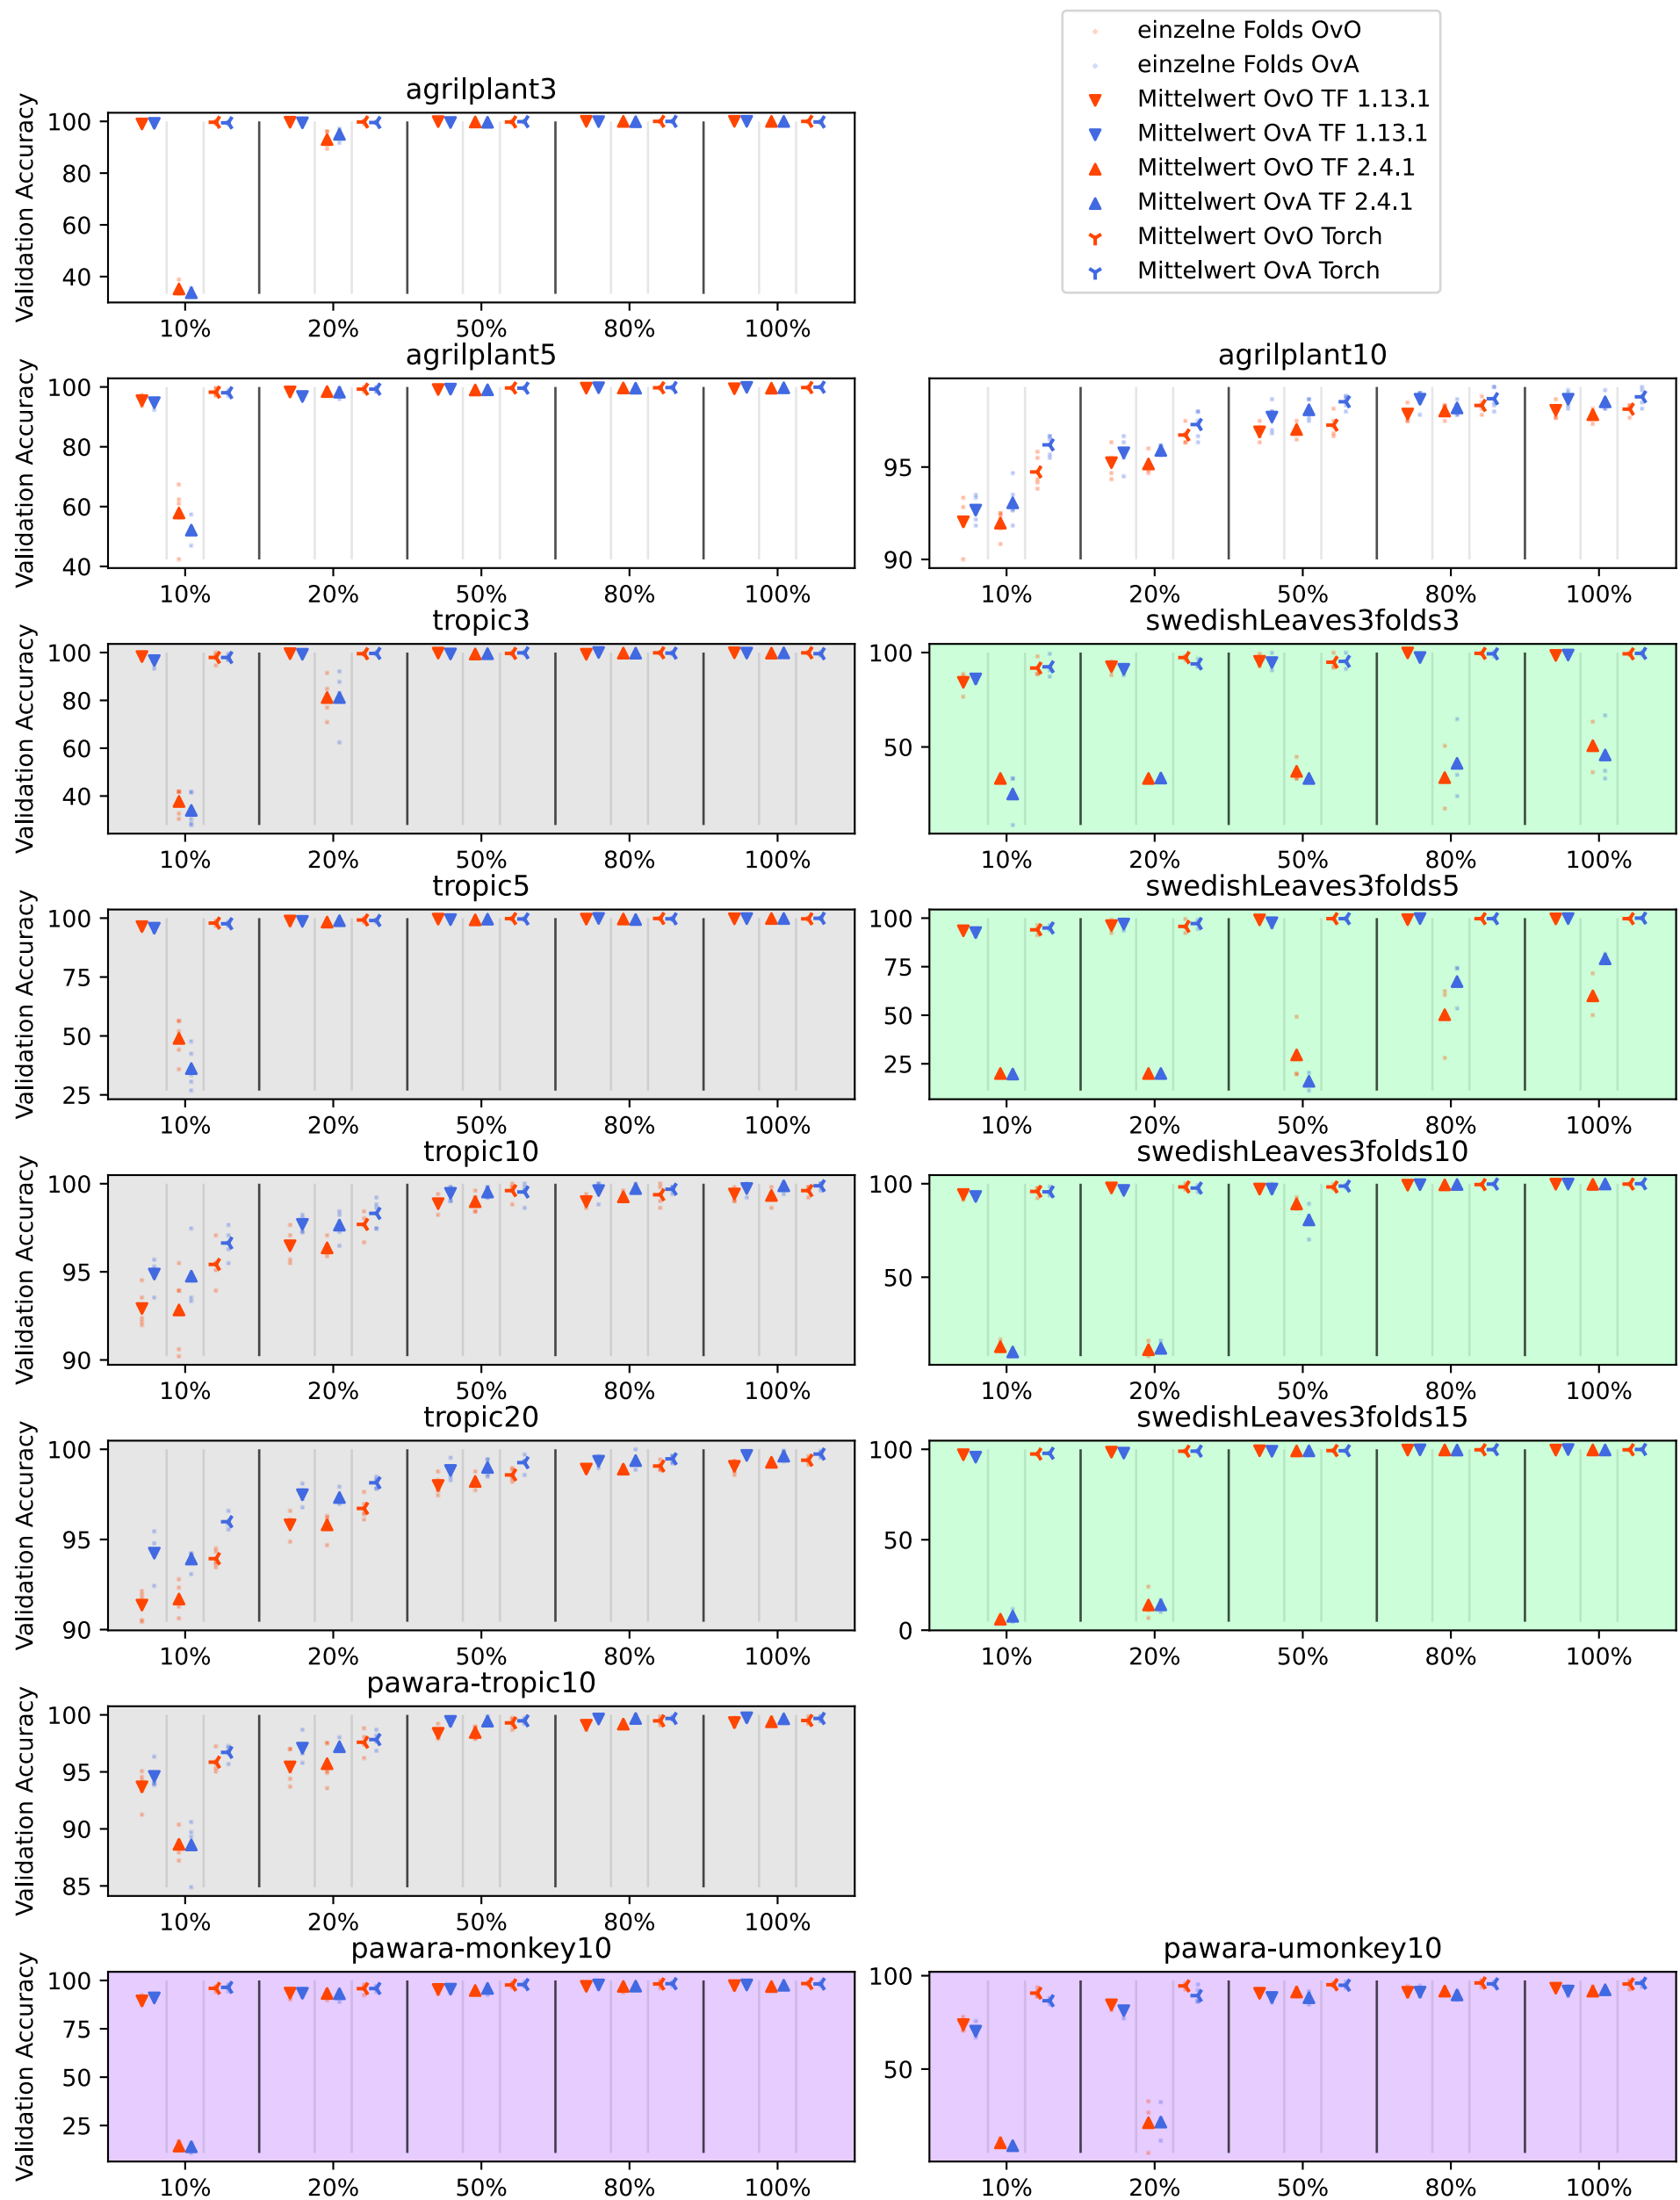 einzelne Folds OvO
einzelne Folds OvA
Mittelwert OvO TF 1.13.1
Mittelwert OvA TF 1.13.1
Mittelwert OvO TF 2.4.1
Mittelwert OvA TF 2.4.1
Mittelwert OvO Torch
Mittelwert OvA Torch
agrilplant3
Validation Accuracy
100
80
60
40
10% 20% 50% 80% 100%
agrilplant5
Validation Accuracy
100
80
60
40
10% 20% 50% 80% 100%
agrilplant10
95
90
10% 20% 50% 80% 100%
tropic3
Validation Accuracy
100
80
60
40
10% 20% 50% 80% 100%
swedishLeaves3folds3
100
50
10% 20% 50% 80% 100%
tropic5
Validation Accuracy
100
75
50
25
10% 20% 50% 80% 100%
swedishLeaves3folds5
100
75
50
25
10% 20% 50% 80% 100%
tropic10
Validation Accuracy
100
95
90
10% 20% 50% 80% 100%
swedishLeaves3folds10
100
50
10% 20% 50% 80% 100%
tropic20
Validation Accuracy
100
95
90
10% 20% 50% 80% 100%
swedishLeaves3folds15
100
50
0
10% 20% 50% 80% 100%
pawara-tropic10
Validation Accuracy
100
95
90
85
10% 20% 50% 80% 100%
pawara-monkey10
Validation Accuracy
100
75
50
25
10% 20% 50% 80% 100%
pawara-umonkey10
100
50
10% 20% 50% 80% 100%